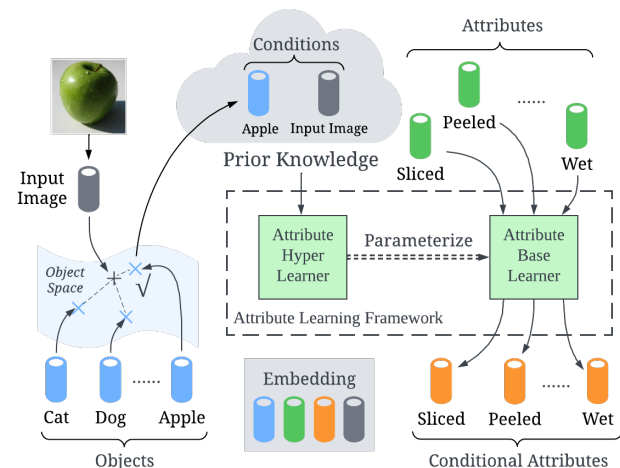 Conditions
Apple
Input Image
Prior Knowledge
Attributes
Sliced
Peeled
......
Wet
Input
Image
Object
Space
√
Cat
Dog
......
Apple
Objects
Attribute
Hyper
Learner
Parameterize
Attribute
Base
Learner
Attribute Learning Framework
Embedding
Sliced
Peeled
......
Wet
Conditional Attributes